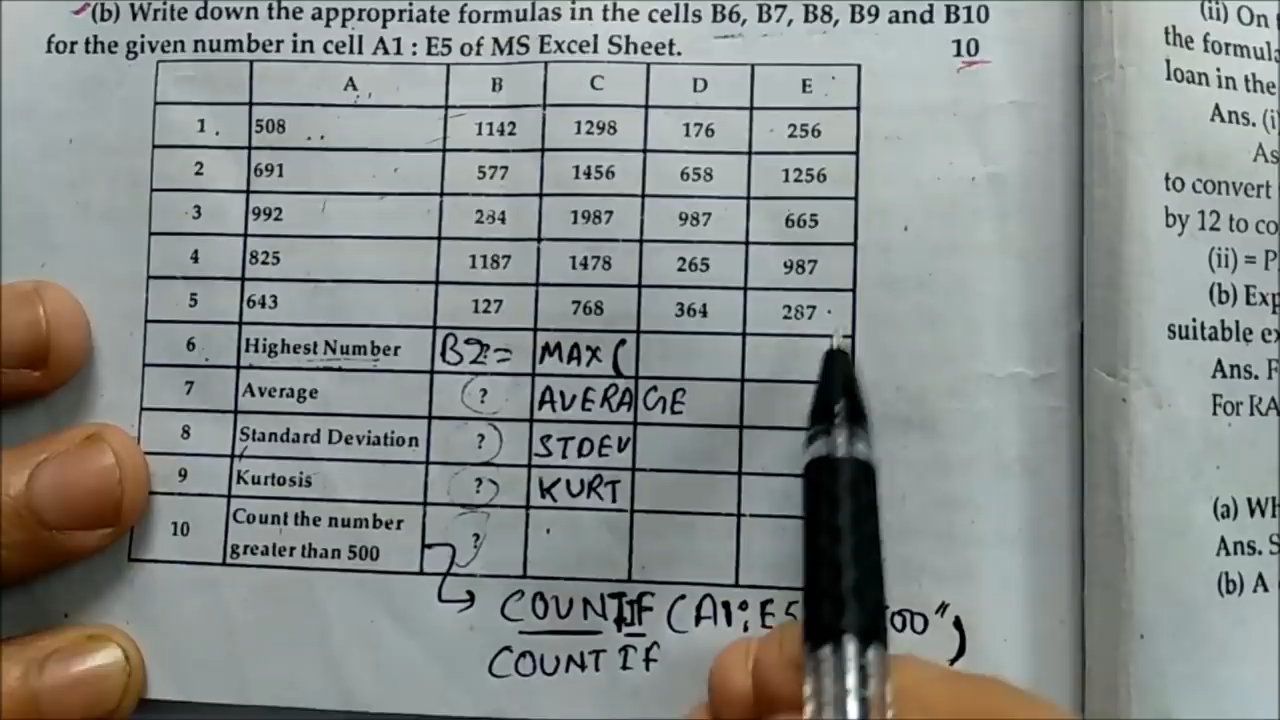 (b) Write down the appropriate formulas in the cells B6, B7, B8, B9 and B10
for the given number in cell A1 : E5 of MS Excel Sheet. 10
A B C D E
1 508 1142 1298 176 256
2 691 577 1456 658 1256
3 992 284 1987 987 665
4 825 1187 1478 265 987
5 643 127 768 364 287
6 Highest Number MAX (
7 Average ? AVERAGE
8 Standard Deviation ? STDEV
9 Kurtosis ? KURT
10 Count the number
greater than 500 ?
COUNTIF (A1:E5 00")
COUNT IF
(ii) On
the formula
loan in the
Ans. (i
As
to convert
by 12 to co
(ii) = P
(b) Exp
suitable ex
Ans. F
For RA
(a) Wh
Ans. S
(b) A